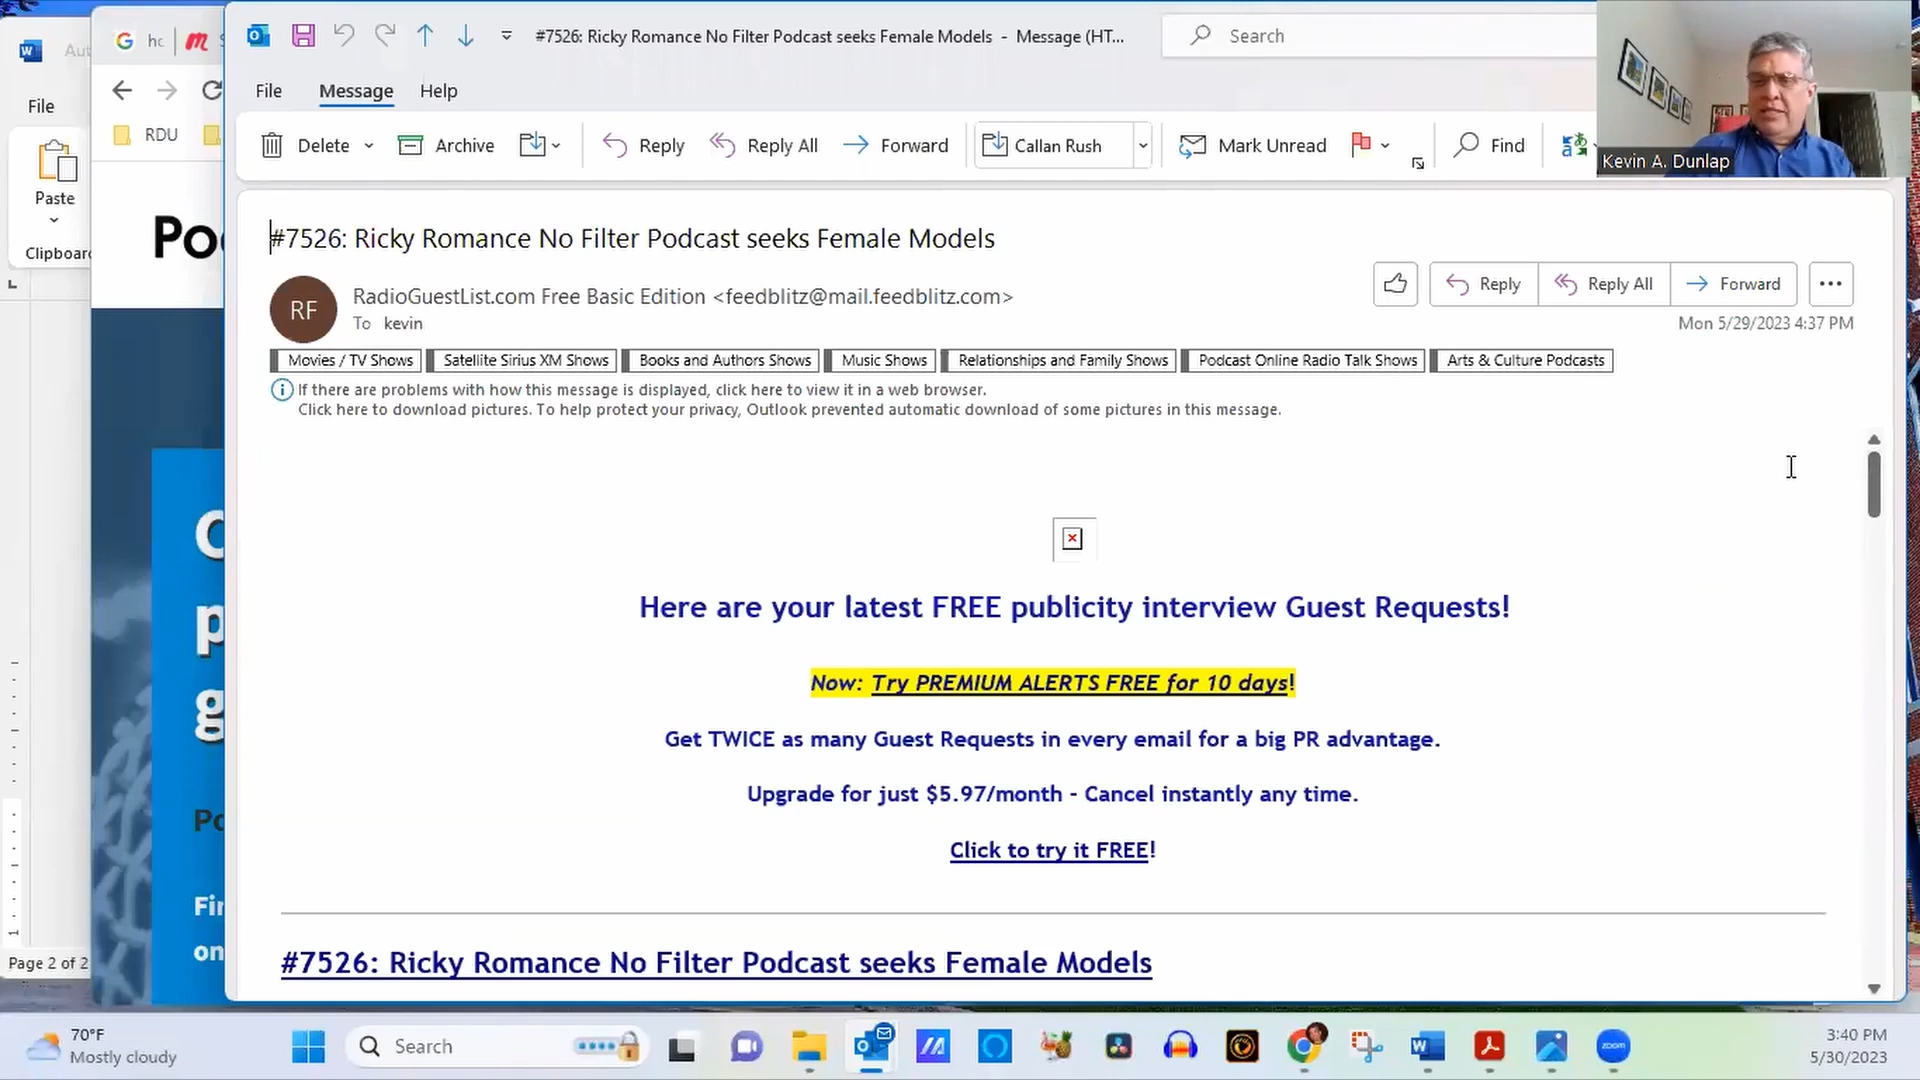 #7526: Ricky Romance No Filter Podcast seeks Female Models - Message (HT...
Search
hc
Au
File Message Help
File
RDU
Delete Archive Reply Reply All Forward Callan Rush Mark Unread Find
Kevin A. Dunlap
Paste
Clipboard
Po
#7526: Ricky Romance No Filter Podcast seeks Female Models
RF
RadioGuestList.com Free Basic Edition <feedblitz@mail.feedblitz.com>
To kevin
Reply Reply All Forward
Mon 5/29/2023 4:37 PM
Movies / TV Shows Satellite Sirius XM Shows Books and Authors Shows Music Shows Relationships and Family Shows Podcast Online Radio Talk Shows Arts & Culture Podcasts
If there are problems with how this message is displayed, click here to view it in a web browser.
Click here to download pictures. To help protect your privacy, Outlook prevented automatic download of some pictures in this message.
Here are your latest FREE publicity interview Guest Requests!
Now: Try PREMIUM ALERTS FREE for 10 days!
Get TWICE as many Guest Requests in every email for a big PR advantage.
Upgrade for just $5.97/month - Cancel instantly any time.
Click to try it FREE!
p
g
Po
Fin
on
#7526: Ricky Romance No Filter Podcast seeks Female Models
Page 2 of 2
70°F
Mostly cloudy
Search
zoom
3:40 PM
5/30/2023